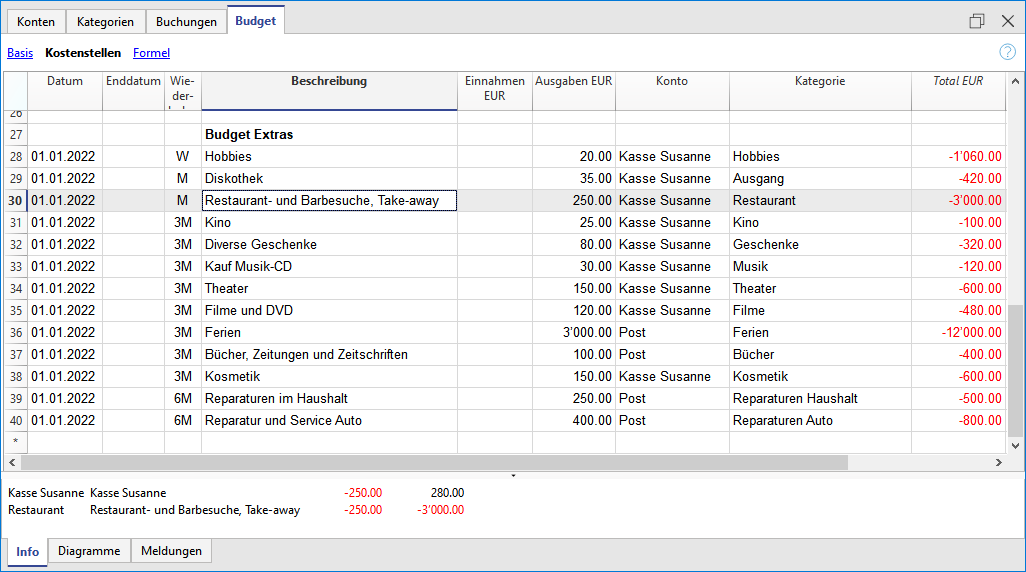 Konten Kategorien Buchungen Budget
Basis Kostenstellen Formel ?
Datum Enddatum Wie- Beschreibung Einnahmen Ausgaben EUR Konto Kategorie Total EUR
der- EUR
26
27 Budget Extras
28 01.01.2022 W Hobbies 20.00 Kasse Susanne Hobbies -1'060.00
29 01.01.2022 M Diskothek 35.00 Kasse Susanne Ausgang -420.00
30 01.01.2022 M Restaurant- und Barbesuche, Take-away 250.00 Kasse Susanne Restaurant -3'000.00
31 01.01.2022 3M Kino 25.00 Kasse Susanne Kino -100.00
32 01.01.2022 3M Diverse Geschenke 80.00 Kasse Susanne Geschenke -320.00
33 01.01.2022 3M Kauf Musik-CD 30.00 Kasse Susanne Musik -120.00
34 01.01.2022 3M Theater 150.00 Kasse Susanne Theater -600.00
35 01.01.2022 3M Filme und DVD 120.00 Kasse Susanne Filme -480.00
36 01.01.2022 3M Ferien 3'000.00 Post Ferien -12'000.00
37 01.01.2022 3M Bücher, Zeitungen und Zeitschriften 100.00 Post Bücher -400.00
38 01.01.2022 3M Kosmetik 150.00 Kasse Susanne Kosmetik -600.00
39 01.01.2022 6M Reparaturen im Haushalt 250.00 Post Reparaturen Haushalt -500.00
40 01.01.2022 6M Reparatur und Service Auto 400.00 Post Reparaturen Auto -800.00
*
Kasse Susanne Kasse Susanne -250.00 280.00
Restaurant Restaurant- und Barbesuche, Take-away -250.00 -3'000.00
Info Diagramme Meldungen